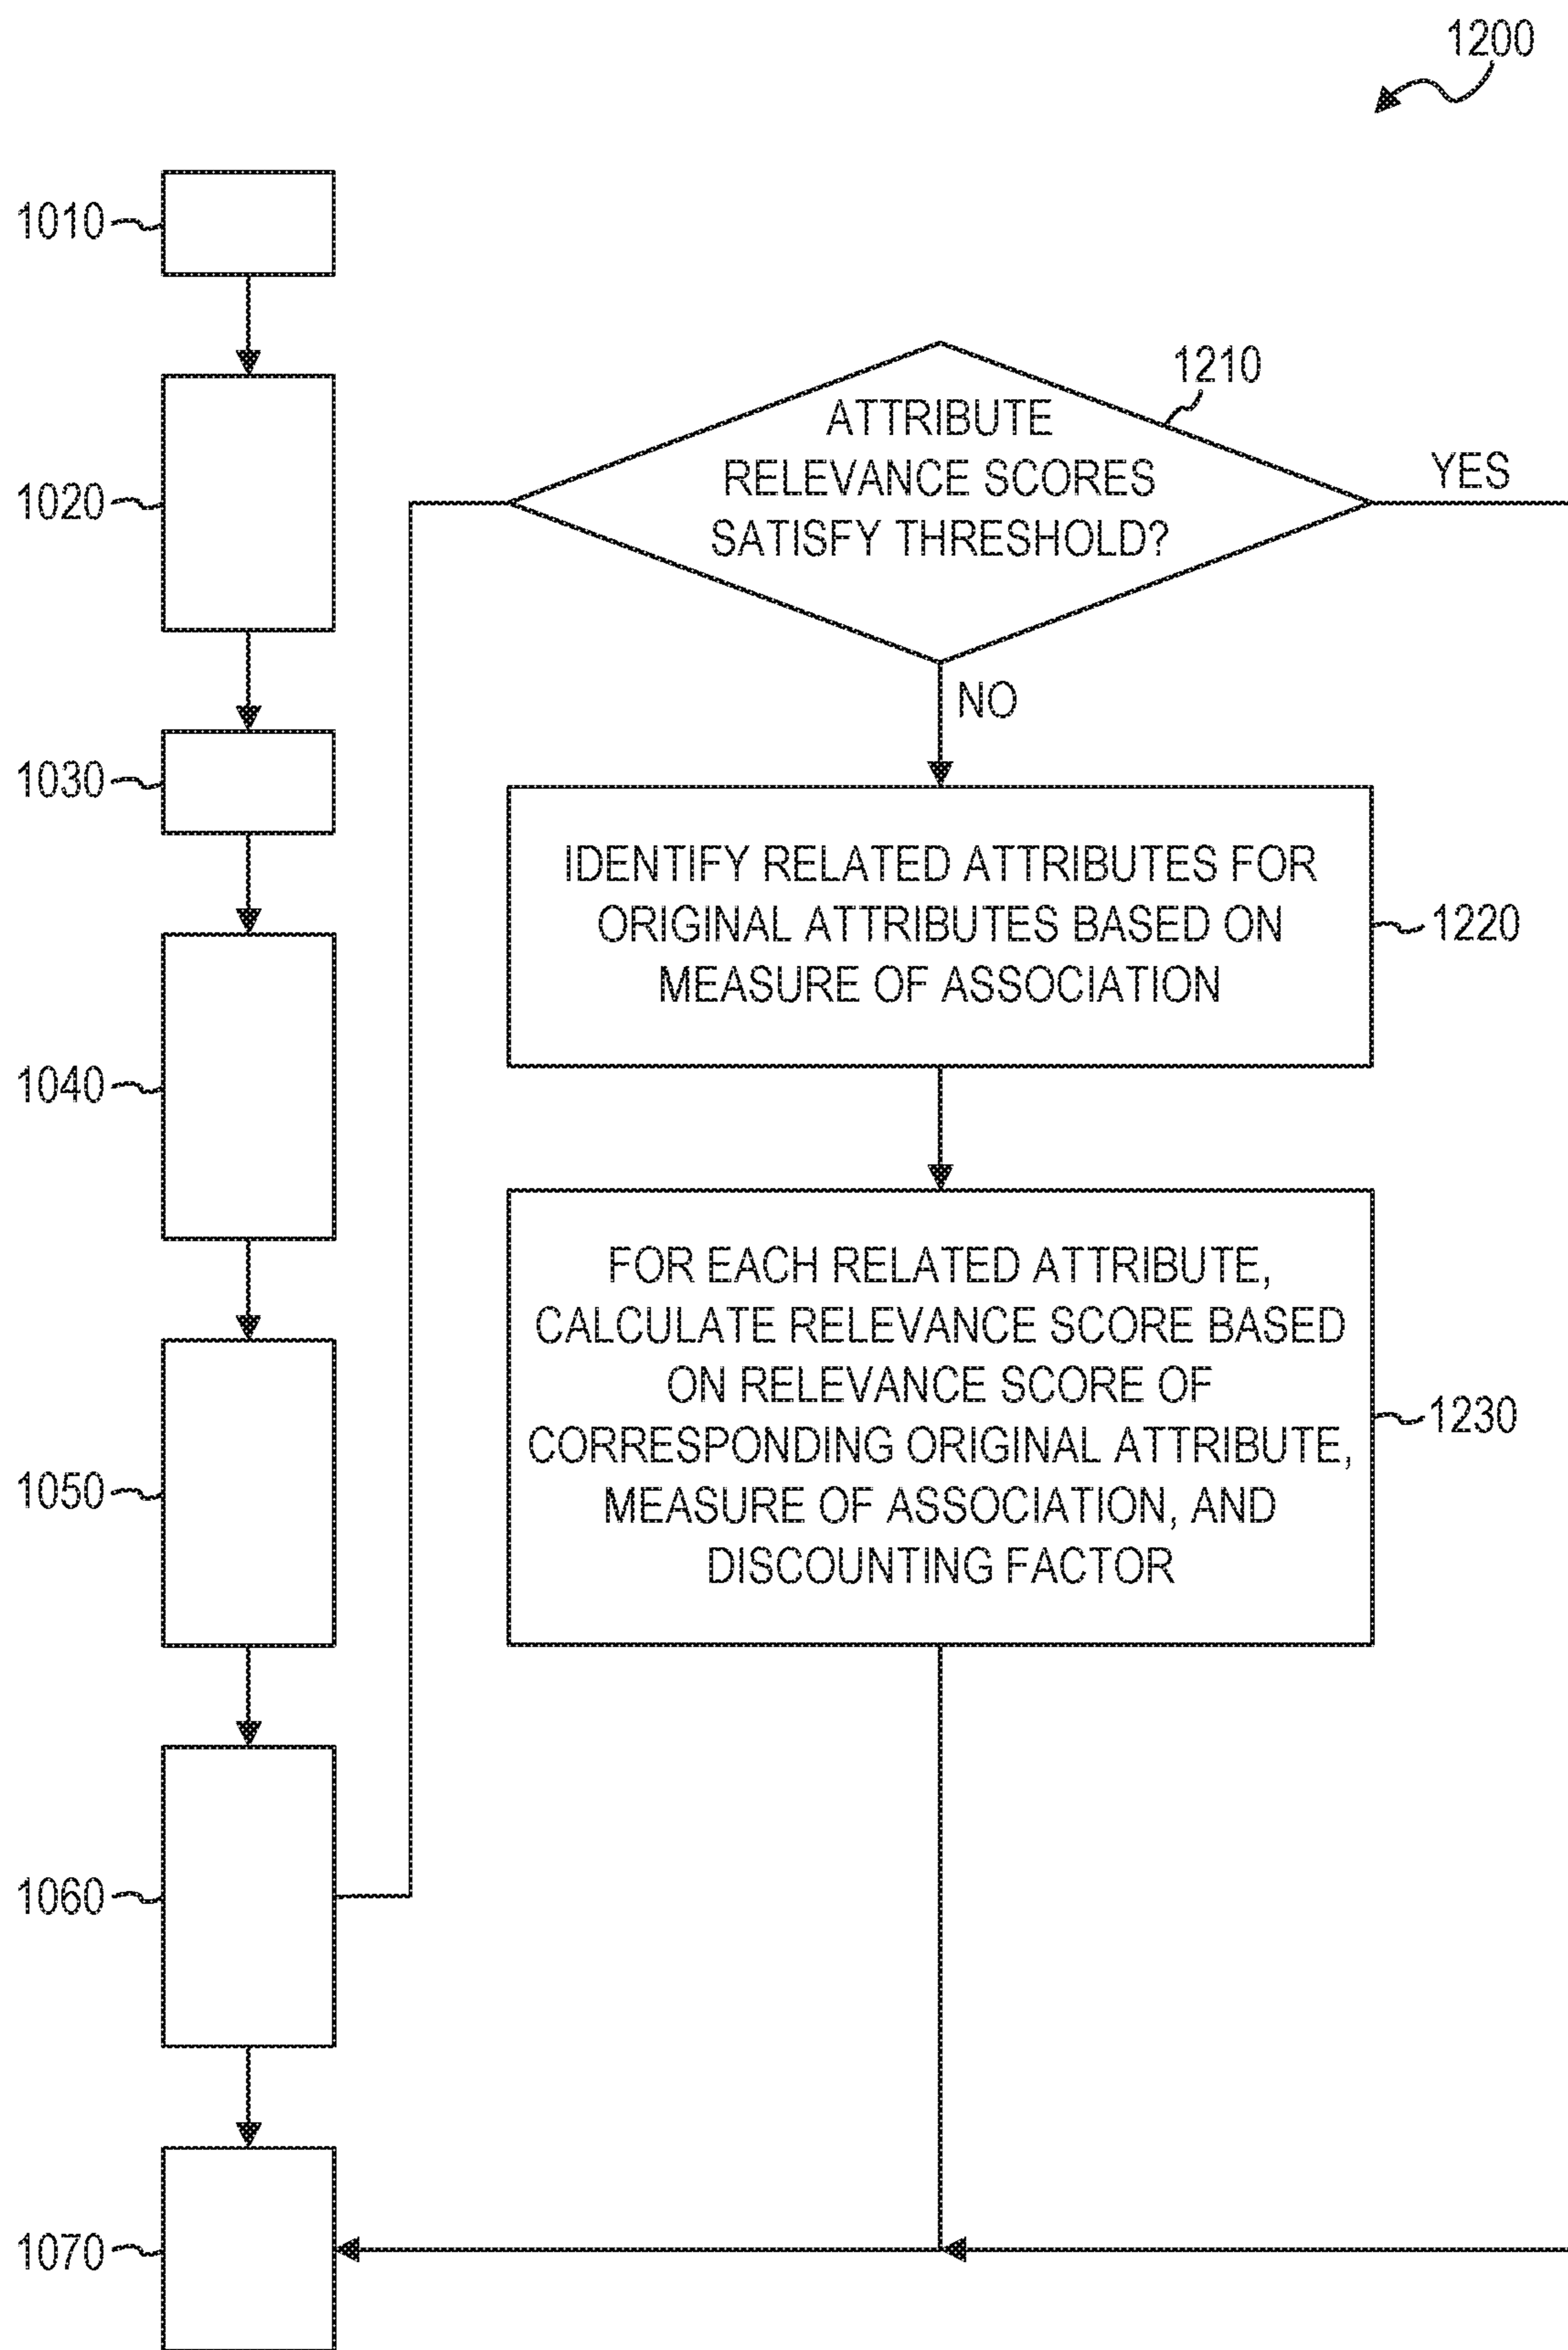 1200
1010
1020
1030
1040
1050
1060
1070
ATTRIBUTE
RELEVANCE SCORES
SATISFY THRESHOLD?
1210
YES
NO
IDENTIFY RELATED ATTRIBUTES FOR
ORIGINAL ATTRIBUTES BASED ON
MEASURE OF ASSOCIATION
1220
FOR EACH RELATED ATTRIBUTE,
CALCULATE RELEVANCE SCORE BASED
ON RELEVANCE SCORE OF
CORRESPONDING ORIGINAL ATTRIBUTE,
MEASURE OF ASSOCIATION, AND
DISCOUNTING FACTOR
1230